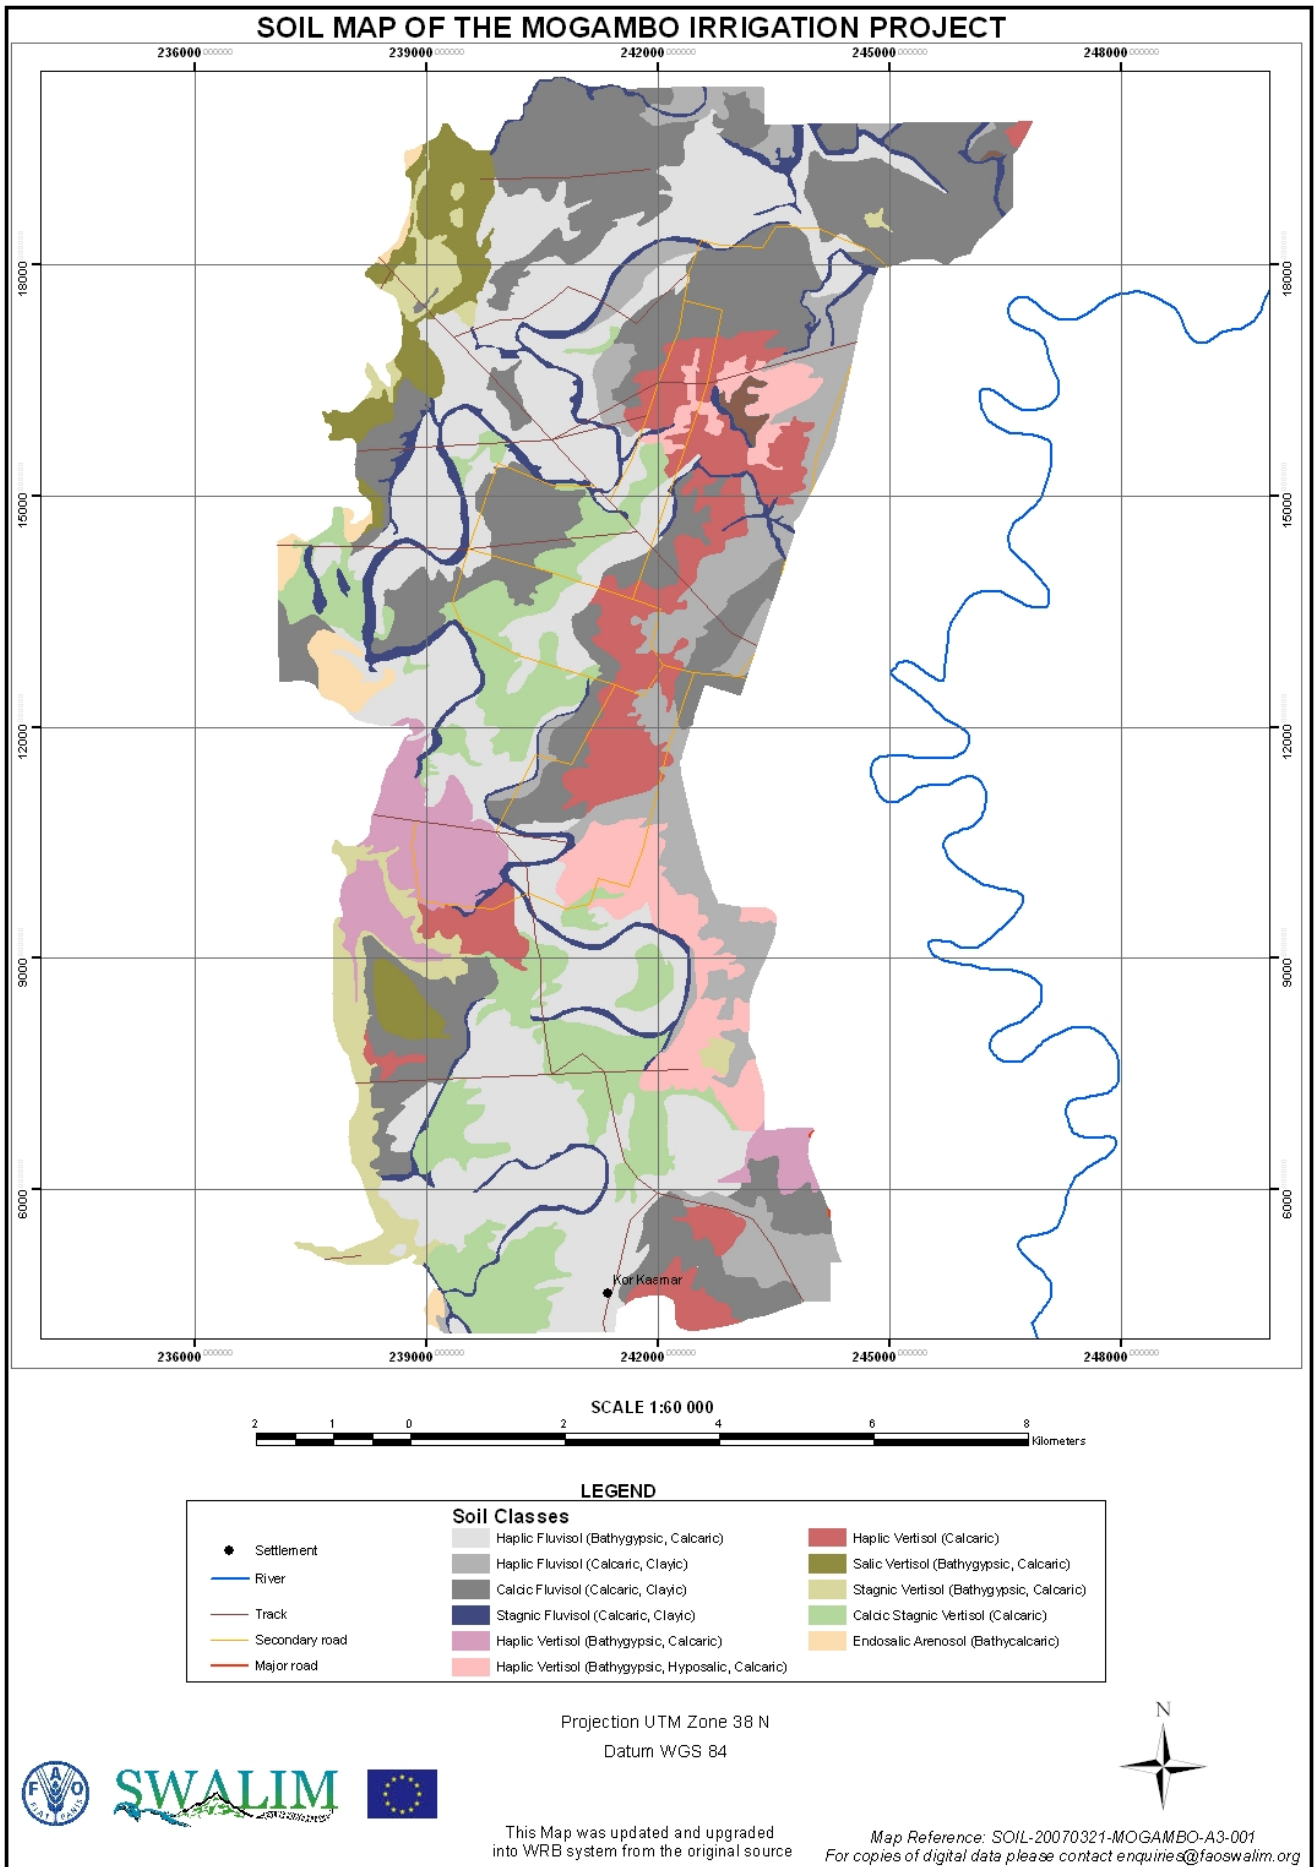 SOIL MAP OF THE MOGAMBO IRRIGATION PROJECT
236000 239000 242000 245000 248000
18000 18000
15000 15000
12000 12000
9000 9000
6000 6000
Kor Kaamar
236000 239000 242000 245000 248000
SCALE 1:60 000
2 1 0 2 4 6 8
Kilometers
LEGEND
Settlement
River
Track
Secondary road
Major road
Soil Classes
Haplic Fluvisol (Bathygypsic, Calcaric)
Haplic Fluvisol (Calcaric, Clayic)
Calcic Fluvisol (Calcaric, Clayic)
Stagnic Fluvisol (Calcaric, Clayic)
Haplic Vertisol (Bathygypsic, Calcaric)
Haplic Vertisol (Bathygypsic, Hyposalic, Calcaric)
Haplic Vertisol (Calcaric)
Salic Vertisol (Bathygypsic, Calcaric)
Stagnic Vertisol (Bathygypsic, Calcaric)
Calcic Stagnic Vertisol (Calcaric)
Endosalic Arenosol (Bathycalcaric)
Projection UTM Zone 38 N
Datum WGS 84
N
FAO
FIAT PANIS
SWALIM
This Map was updated and upgraded
into WRB system from the original source
Map Reference: SOIL-20070321-MOGAMBO-A3-001
For copies of digital data please contact enquiries@faoswalim.org